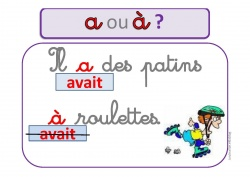 a ou à ?
Il a des patins
avait
à roulettes.
avait